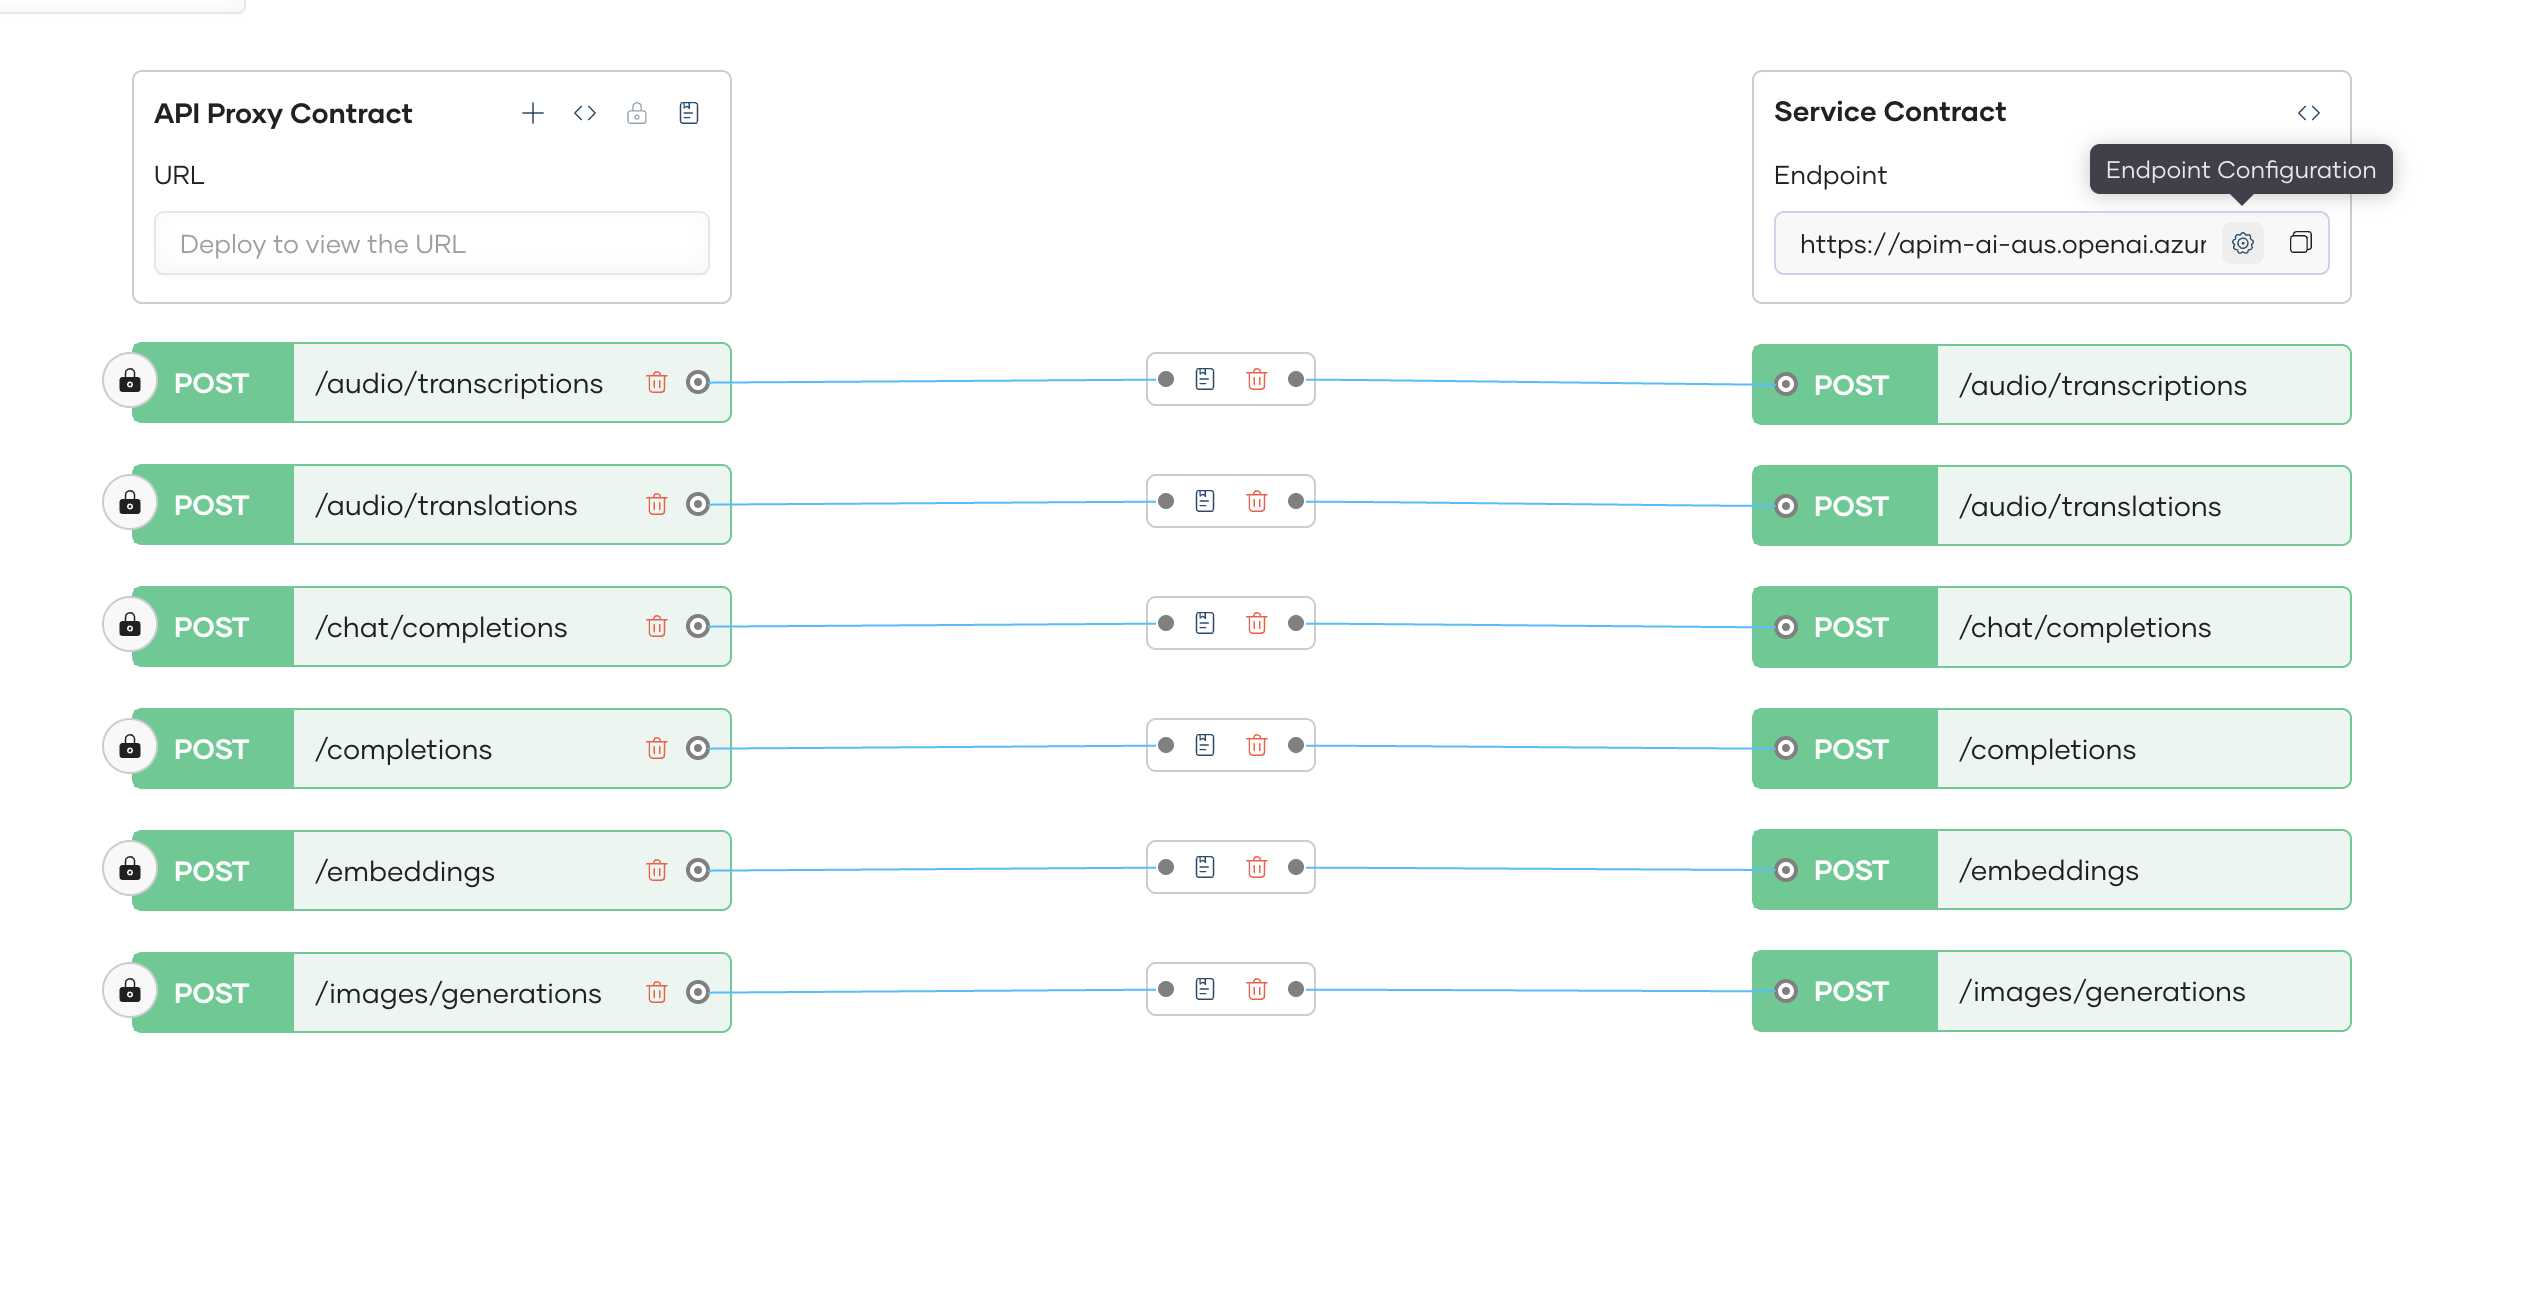 API Proxy Contract
URL
Deploy to view the URL
POST /audio/transcriptions
POST /audio/translations
POST /chat/completions
POST /completions
POST /embeddings
POST /images/generations
Service Contract
Endpoint
Endpoint Configuration
https://apim-ai-aus.openai.azur
POST /audio/transcriptions
POST /audio/translations
POST /chat/completions
POST /completions
POST /embeddings
POST /images/generations